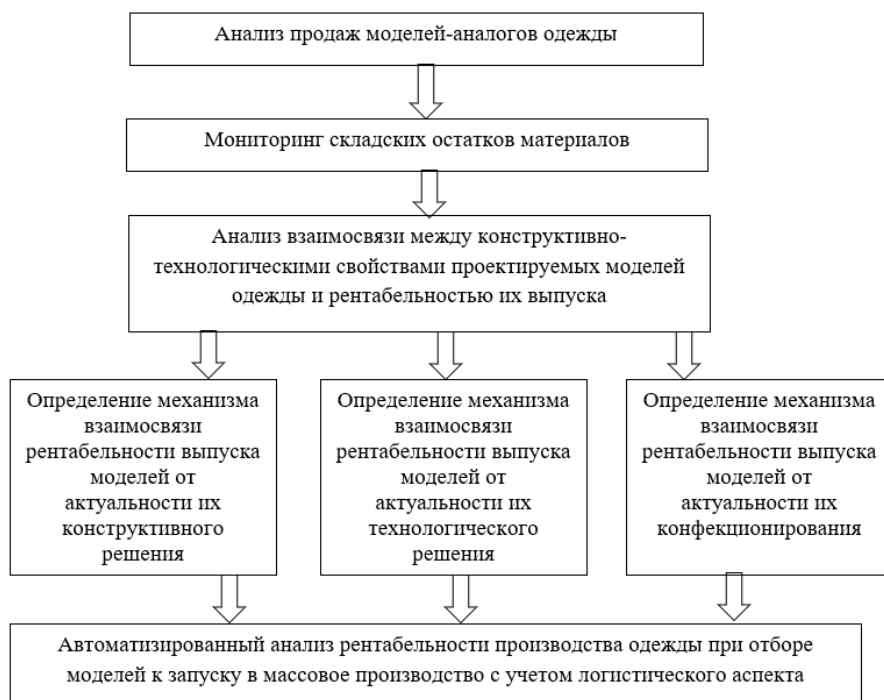 Анализ продаж моделей-аналогов одежды
Мониторинг складских остатков материалов
Анализ взаимосвязи между конструктивно-
технологическими свойствами проектируемых моделей
одежды и рентабельностью их выпуска
Определение механизма
взаимосвязи
рентабельности выпуска
моделей от
актуальности их
конструктивного
решения
Определение механизма
взаимосвязи
рентабельности выпуска
моделей от
актуальности их
технологического
решения
Определение механизма
взаимосвязи
рентабельности выпуска
моделей от
актуальности их
конфекционирования
Автоматизированный анализ рентабельности производства одежды при отборе
моделей к запуску в массовое производство с учетом логистического аспекта